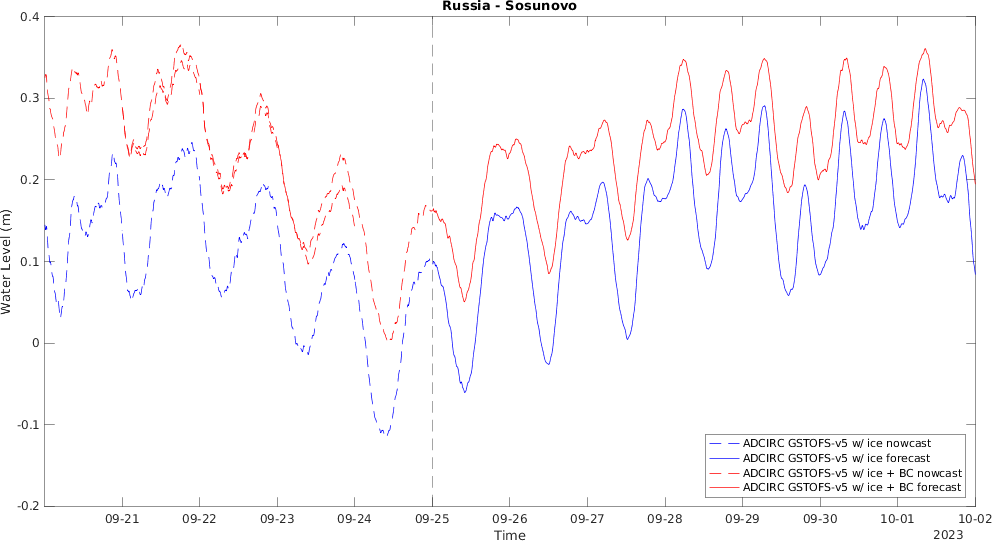 Russia - Sosunovo
0.4
0.3
0.2
0.1
0
-0.1
-0.2
Water Level (m)
ADCIRC GSTOFS-v5 w/ ice nowcast
ADCIRC GSTOFS-v5 w/ ice forecast
ADCIRC GSTOFS-v5 w/ ice + BC nowcast
ADCIRC GSTOFS-v5 w/ ice + BC forecast
09-21 09-22 09-23 09-24 09-25 09-26 09-27 09-28 09-29 09-30 10-01 10-02
Time
2023